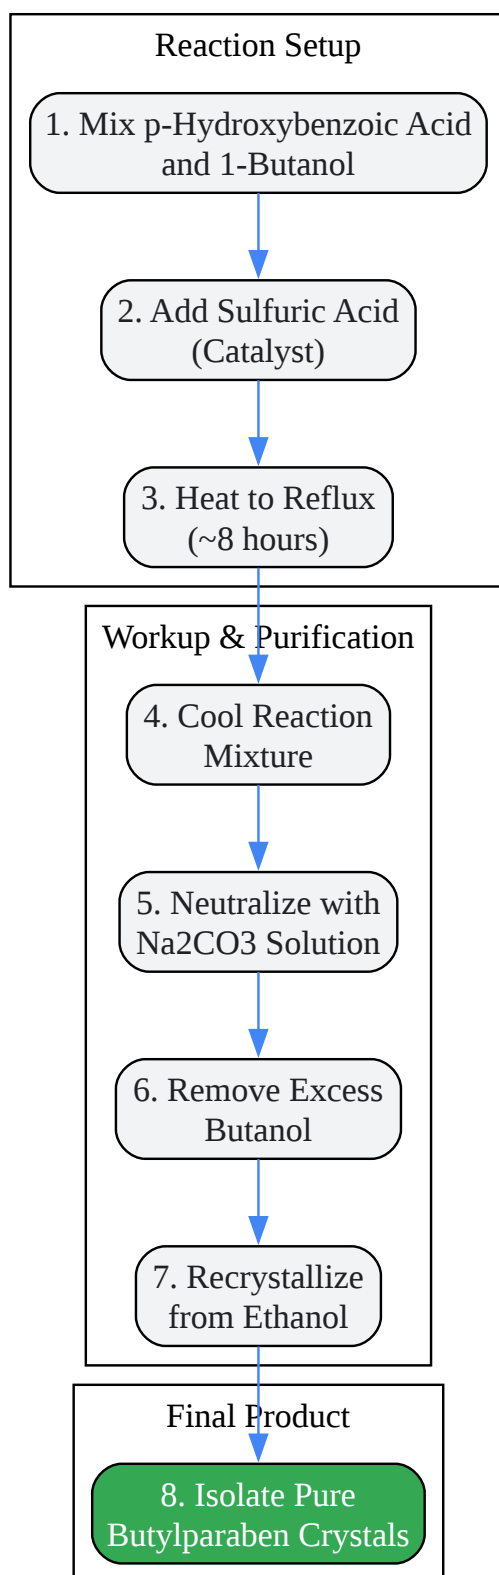 Reaction Setup
1. Mix p-Hydroxybenzoic Acid
and 1-Butanol
2. Add Sulfuric Acid
(Catalyst)
3. Heat to Reflux
(~8 hours)
Workup & Purification
4. Cool Reaction
Mixture
5. Neutralize with
Na2CO3 Solution
6. Remove Excess
Butanol
7. Recrystallize
from Ethanol
Final Product
8. Isolate Pure
Butylparaben Crystals